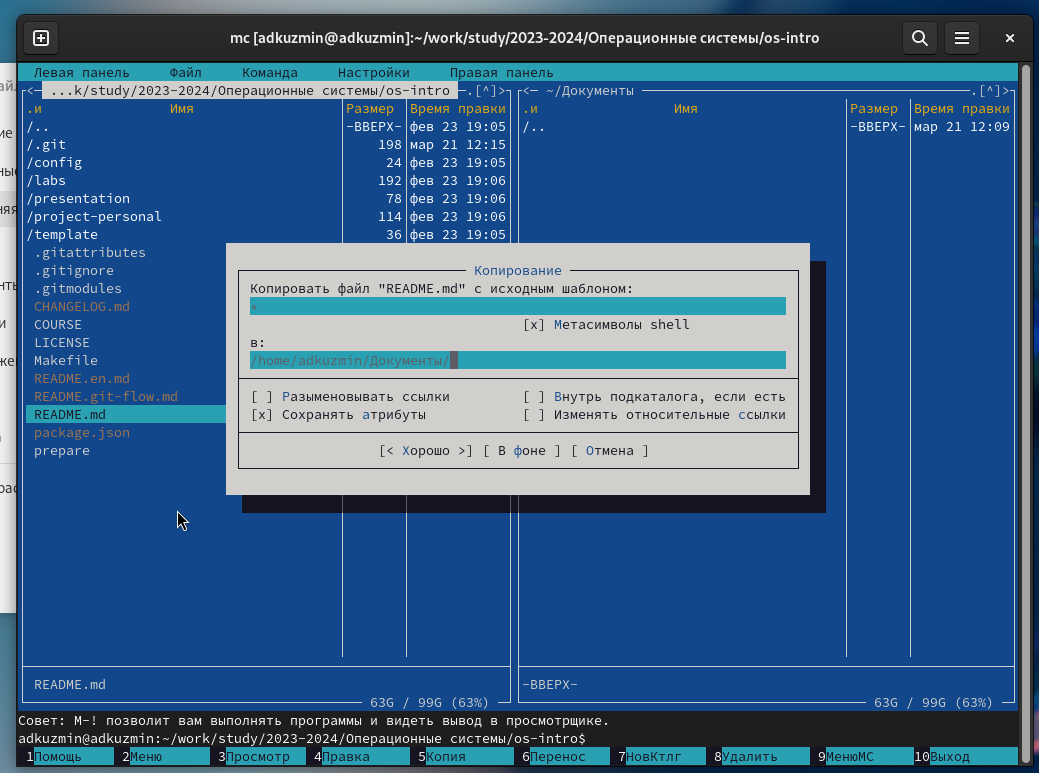 mc [adkuzmin@adkuzmin]:~/work/study/2023-2024/Операционные системы/os-intro
Левая панель Файл Команда Настройки Правая панель
<— ...k/study/2023-2024/Операционные системы/os-intro —.[^]> <— ~/Документы —.[^]>
.и Имя Размер Время правки .и Имя Размер Время правки
/.. -ВВЕРХ- фев 23 19:05 /.. -ВВЕРХ- мар 21 12:09
/.git 198 мар 21 12:15
/config 24 фев 23 19:05
/labs 192 фев 23 19:06
/presentation 78 фев 23 19:06
/project-personal 114 фев 23 19:06
/template 36 фев 23 19:05
.gitattributes
.gitignore
.gitmodules
CHANGELOG.md
COURSE
LICENSE
Makefile
README.en.md
README.git-flow.md
README.md
package.json
prepare
Копирование
Копировать файл "README.md" с исходным шаблоном:
*
[x] Метасимволы shell
в:
/home/adkuzmin/Документы/
[ ] Разыменовывать ссылки [ ] Внутрь подкаталога, если есть
[x] Сохранять атрибуты [ ] Изменять относительные ссылки
[< Хорошо >] [ В фоне ] [ Отмена ]
README.md -ВВЕРХ-
63G / 99G (63%) 63G / 99G (63%)
Совет: M-! позволит вам выполнять программы и видеть вывод в просмотрщике.
adkuzmin@adkuzmin:~/work/study/2023-2024/Операционные системы/os-intro$
1Помощь 2Меню 3Просмотр 4Правка 5Копия 6Перенос 7НовКтлг 8Удалить 9МенюМС 10Выход